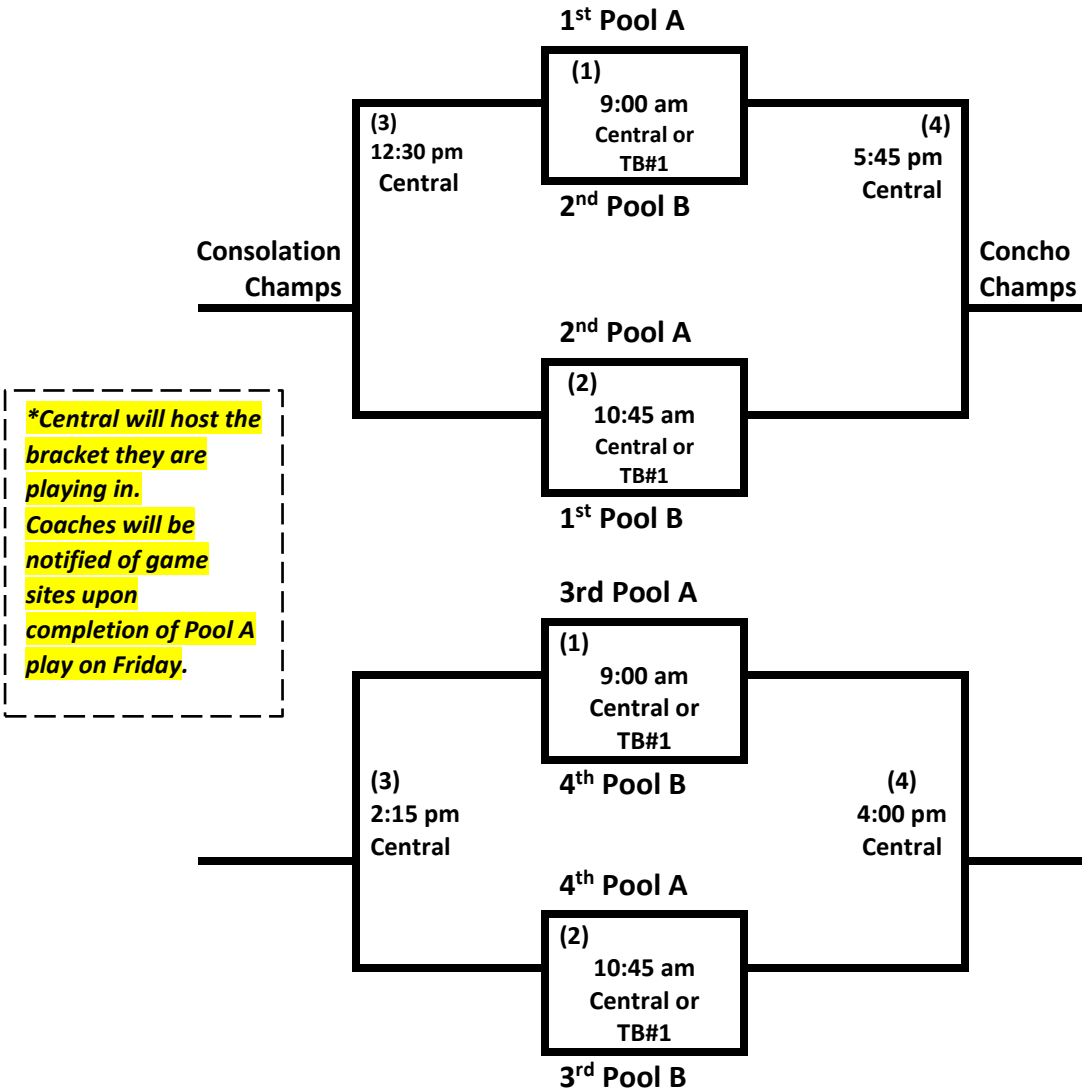 1st Pool A
(1)
9:00 am
Central or
TB#1
2nd Pool B
(3)
12:30 pm
Central
(4)
5:45 pm
Central
Consolation
Champs
Concho
Champs
2nd Pool A
(2)
10:45 am
Central or
TB#1
1st Pool B
*Central will host the
bracket they are
playing in.
Coaches will be
notified of game
sites upon
completion of Pool A
play on Friday.
3rd Pool A
(1)
9:00 am
Central or
TB#1
4th Pool B
(3)
2:15 pm
Central
(4)
4:00 pm
Central
4th Pool A
(2)
10:45 am
Central or
TB#1
3rd Pool B